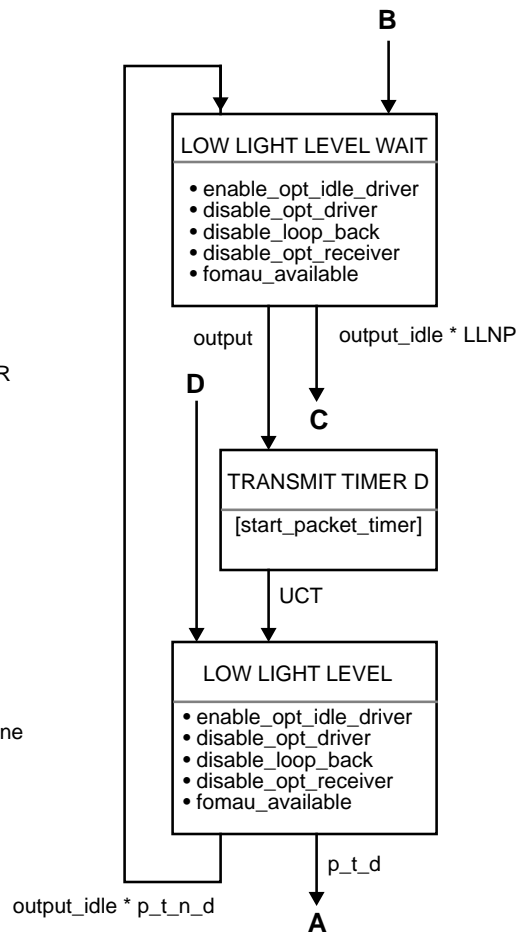 B
LOW LIGHT LEVEL WAIT
• enable_opt_idle_driver
• disable_opt_driver
• disable_loop_back
• disable_opt_receiver
• fomau_available
output
output_idle * LLNP
R
D
C
TRANSMIT TIMER D
[start_packet_timer]
UCT
LOW LIGHT LEVEL
• enable_opt_idle_driver
• disable_opt_driver
ne
• disable_loop_back
• disable_opt_receiver
• fomau_available
p_t_d
output_idle * p_t_n_d
A